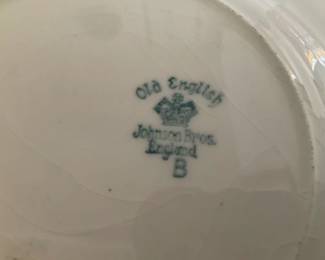 Old English
Johnson Bros.
England
B